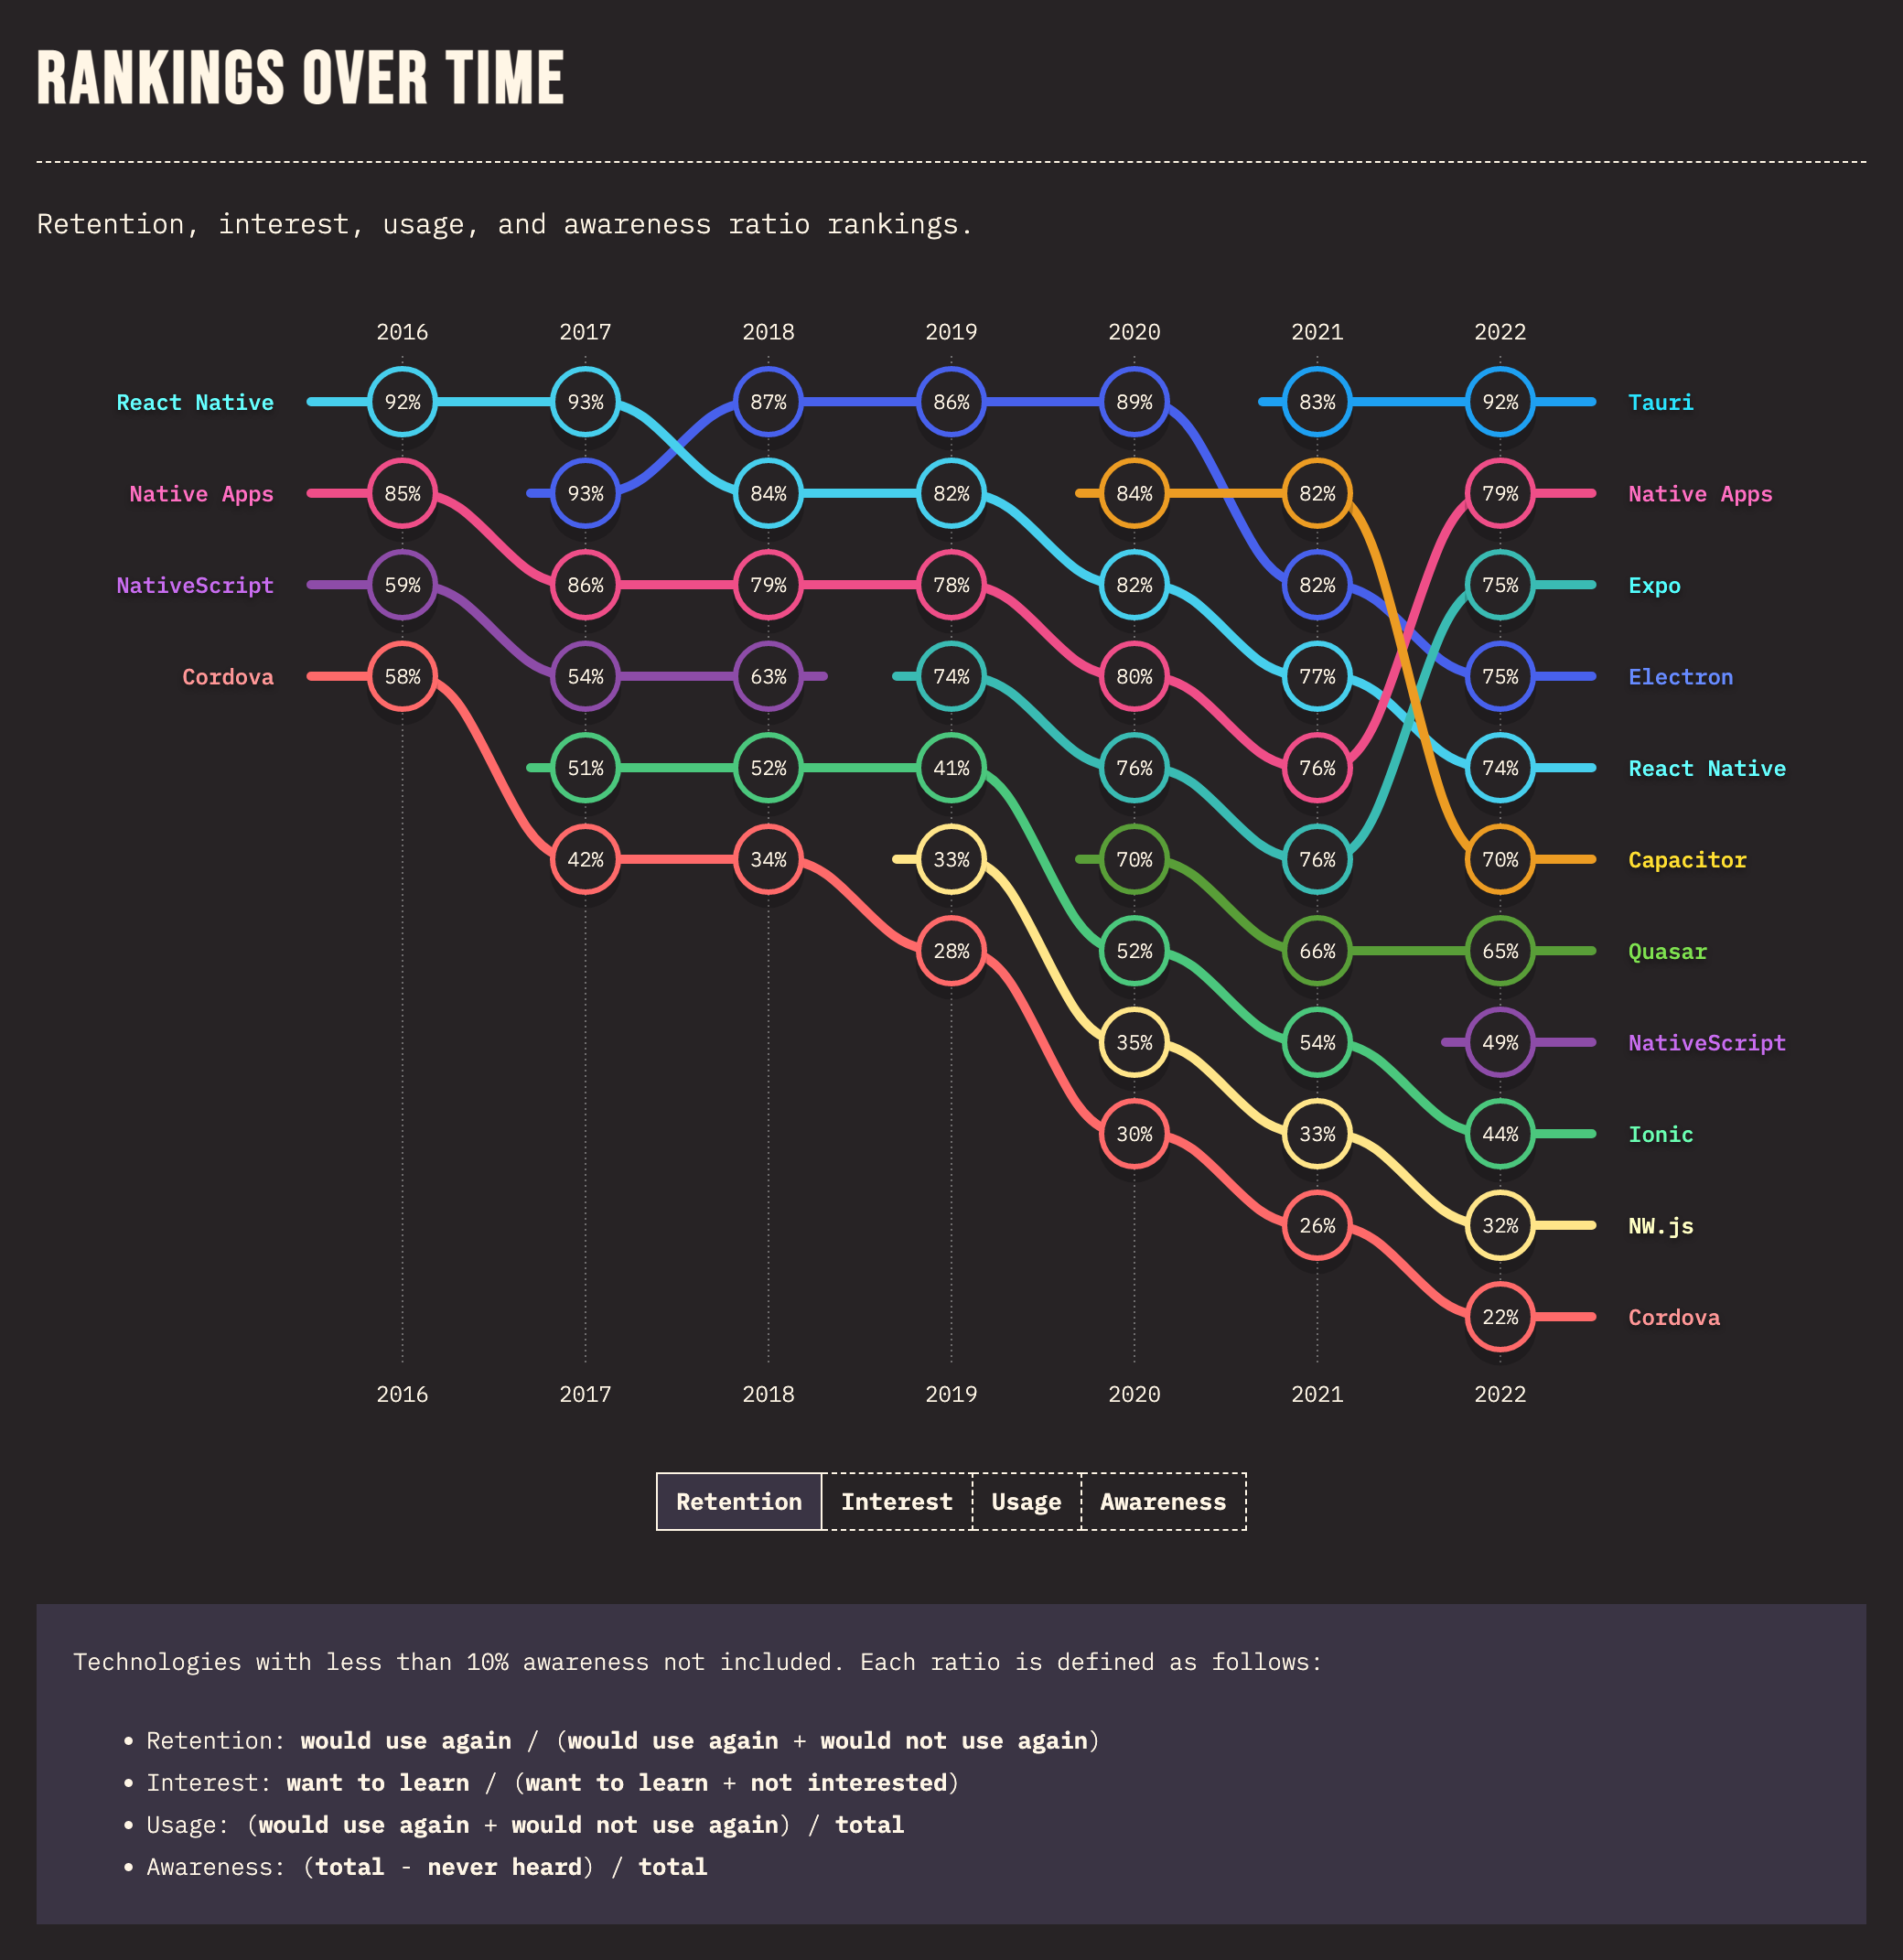 RANKINGS OVER TIME
Retention, interest, usage, and awareness ratio rankings.
2016 2017 2018 2019 2020 2021 2022
React Native 92% 93% 87% 86% 89% 83% 92% Tauri
Native Apps 85% 93% 84% 82% 84% 82% 79% Native Apps
NativeScript 59% 86% 79% 78% 82% 82% 75% Expo
Cordova 58% 54% 63% 74% 80% 77% 75% Electron
51% 52% 41% 76% 76% 74% React Native
42% 34% 33% 70% 76% 70% Capacitor
28% 52% 66% 65% Quasar
35% 54% 49% NativeScript
30% 33% 44% Ionic
26% 32% NW.js
22% Cordova
2016 2017 2018 2019 2020 2021 2022
Retention Interest Usage Awareness
Technologies with less than 10% awareness not included. Each ratio is defined as follows:
• Retention: would use again / (would use again + would not use again)
• Interest: want to learn / (want to learn + not interested)
• Usage: (would use again + would not use again) / total
• Awareness: (total - never heard) / total